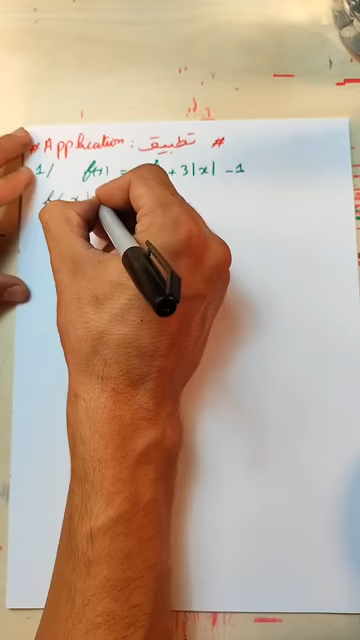 # Application : تطبيق #
1/ f(x) = + 3|x| - 1
f(-x)